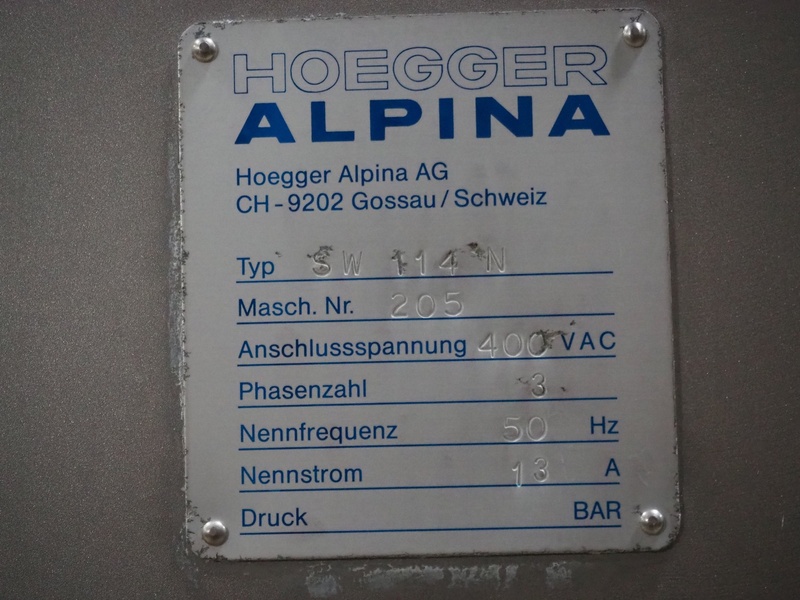 HOEGGER
ALPINA
Hoegger Alpina AG
CH-9202 Gossau/Schweiz
Typ SW 114 N
Masch. Nr. 205
Anschlussspannung 400 VAC
Phasenzahl 3
Nennfrequenz 50 Hz
Nennstrom 13 A
Druck BAR